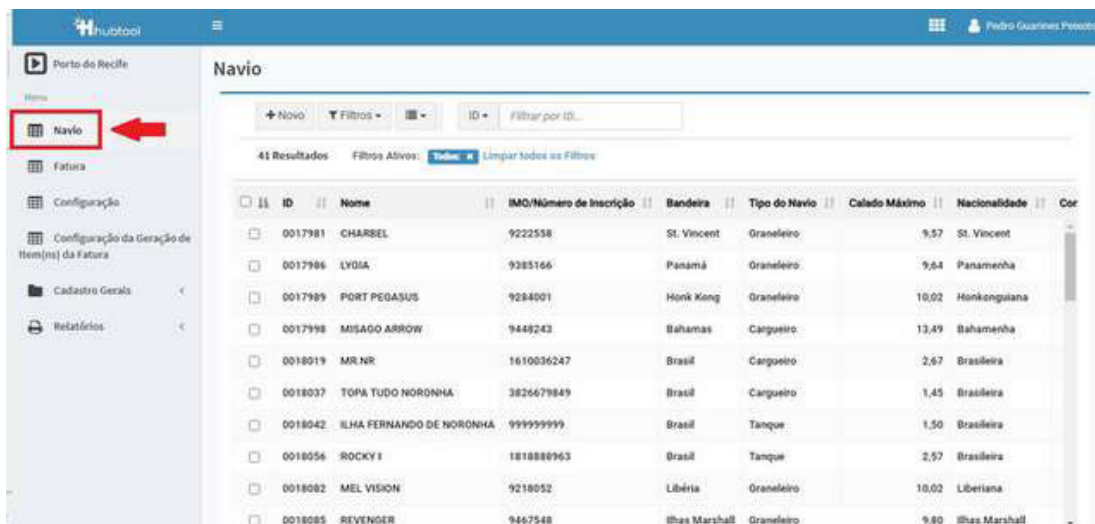 Hhubtool
Pedro Guarines Peixoto
Porto do Recife
Menu
Navio
Fatura
Configuração
Configuração da Geração de
Item(ns) da Fatura
Cadastro Gerais
Relatórios
Navio
Novo Filtros ID Filtrar por ID...
41 Resultados Filtros Ativos: Todos: x Limpar todos os Filtros
ID Nome IMO/Número de Inscrição Bandeira Tipo do Navio Calado Máximo Nacionalidade Cor
0017981 CHARBEL 9222558 St. Vincent Graneleiro 9,57 St. Vincent
0017986 LYDIA 9385166 Panamá Graneleiro 9,64 Panamenha
0017989 PORT PEGASUS 9284001 Honk Kong Graneleiro 10,02 Honkonguiana
0017998 MISAGO ARROW 9448243 Bahamas Cargueiro 13,49 Bahamenha
0018019 MR.NR 1610036247 Brasil Cargueiro 2,67 Brasileira
0018037 TOPA TUDO NORONHA 3826679849 Brasil Cargueiro 1,45 Brasileira
0018042 ILHA FERNANDO DE NORONHA 999999999 Brasil Tanque 1,50 Brasileira
0018056 ROCKY I 1818888963 Brasil Tanque 2,57 Brasileira
0018082 MEL VISION 9218052 Libéria Graneleiro 10,02 Liberiana
0018085 REVENGER 9467548 Ilhas Marshall Graneleiro 9,80 Ilhas Marshall